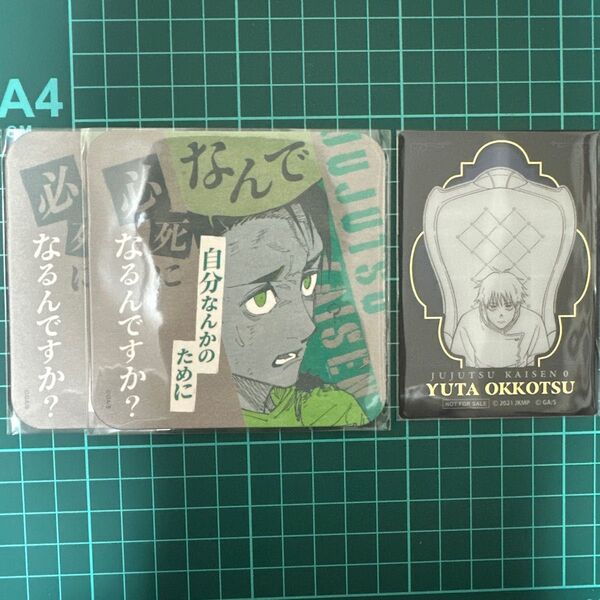 A4
必
死に
なるんですか?
必
死に
なるんですか?
なんで
自分なんかの
ために
JUJUTSU
JUJUTSU KAISEN 0
YUTA OKKOTSU
NOT FOR SALE © 2021 JKMP © GA/S